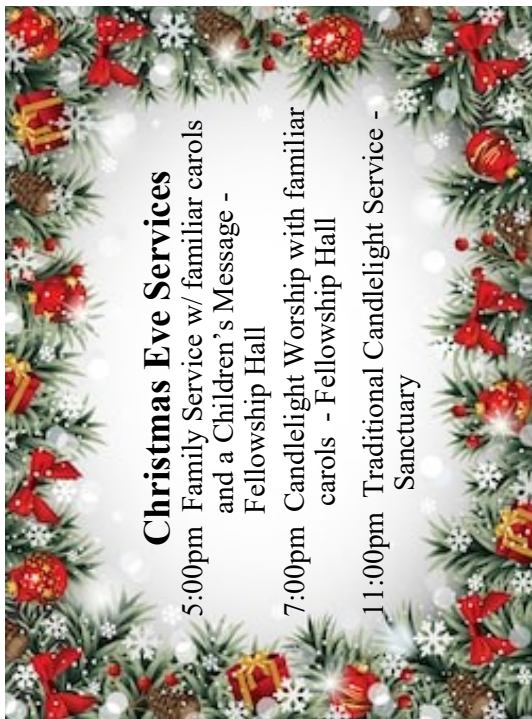 Christmas Eve Services
5:00pm Family Service w/ familiar carols
and a Children’s Message -
Fellowship Hall
7:00pm Candlelight Worship with familiar
carols - Fellowship Hall
11:00pm Traditional Candlelight Service -
Sanctuary